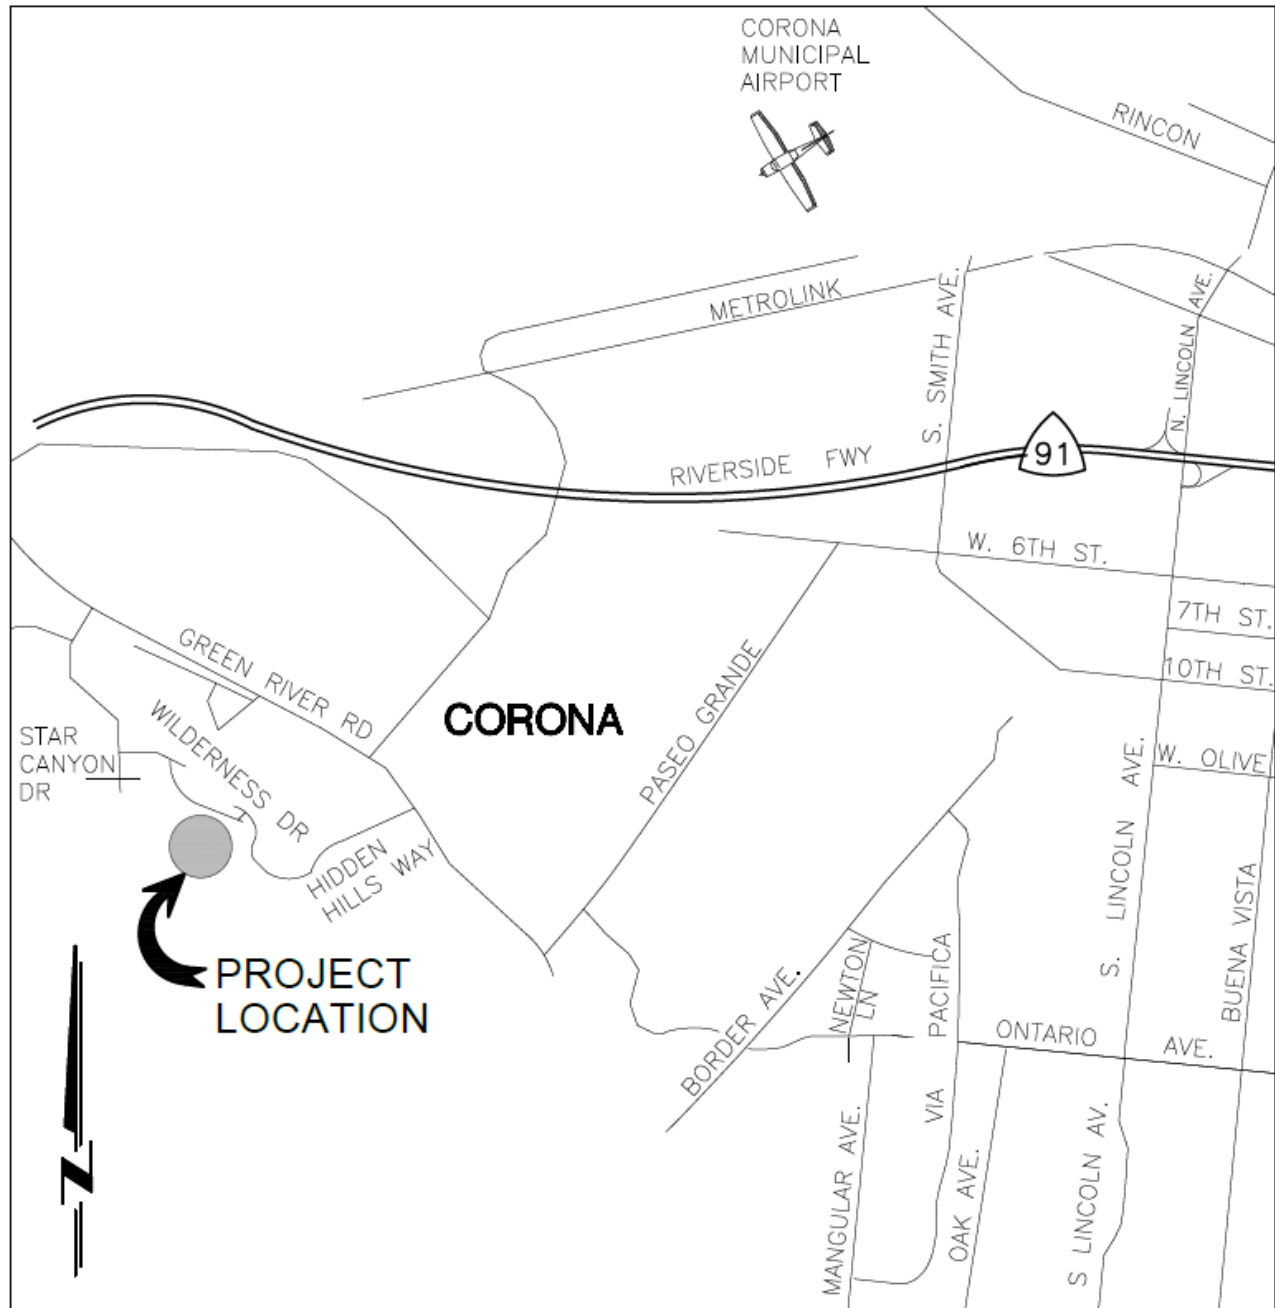 CORONA
MUNICIPAL
AIRPORT
RINCON
METROLINK
S. SMITH AVE.
N. LINCOLN AVE.
RIVERSIDE FWY
91
W. 6TH ST.
7TH ST.
10TH ST.
GREEN RIVER RD
WILDERNESS DR
STAR
CANYON
DR
CORONA
PASEO GRANDE
S. LINCOLN AVE.
W. OLIVE
HIDDEN
HILLS WAY
PROJECT
LOCATION
BORDER AVE.
NEWTON
LN
VIA PACIFICA
BUENA VISTA
ONTARIO AVE.
MANGULAR AVE.
OAK AVE.
S LINCOLN AV.
N